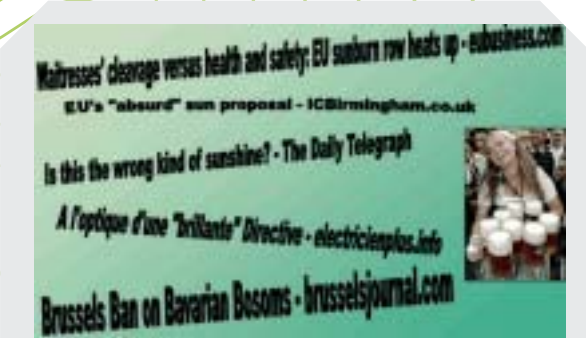 Waitresses' cleavage versus health and safety: EU sunburn row heats up - eubusiness.com
EU's "absurd" sun proposal - ICBirmingham.co.uk
Is this the wrong kind of sunshine? - The Daily Telegraph
A l'optique d'une "brillante" Directive - electricienplus.info
Brussels Ban on Bavarian Bosoms - brusselsjournal.com